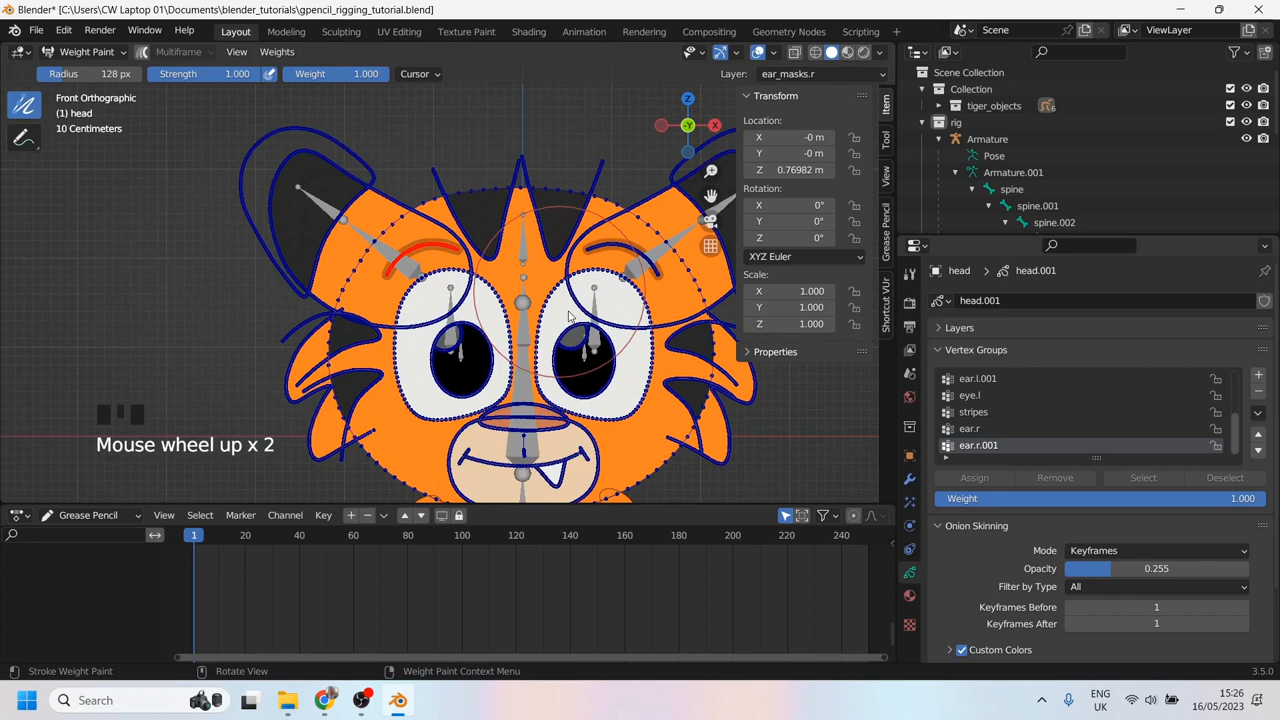 Blender* [C:\Users\CW Laptop 01\Documents\blender_tutorials\gpencil_rigging_tutorial.blend]
File Edit Render Window Help Layout Modeling Sculpting UV Editing Texture Paint Shading Animation Rendering Compositing Geometry Nodes Scripting Scene ViewLayer
Weight Paint Multiframe View Weights
Radius 128 px Strength 1.000 Weight 1.000 Cursor Layer: ear_masks.r
Front Orthographic
(1) head
10 Centimeters
Mouse wheel up x 2
Z
X
-Y
Transform
Location:
X -0 m
Y -0 m
Z 0.76982 m
Rotation:
X 0°
Y 0°
Z 0°
XYZ Euler
Scale:
X 1.000
Y 1.000
Z 1.000
Properties
Item
Tool
View
Grease Pencil
Shortcut VUr
Scene Collection
Collection
tiger_objects 6
rig
Armature
Pose
Armature.001
spine
spine.001
spine.002
head head.001
head.001
Layers
Vertex Groups
ear.l.001
eye.l
stripes
ear.r
ear.r.001
Assign Remove Select Deselect
Weight 1.000
Onion Skinning
Mode Keyframes
Opacity 0.255
Filter by Type All
Keyframes Before 1
Keyframes After 1
Custom Colors
Grease Pencil View Select Marker Channel Key
1 20 40 60 80 100 120 140 160 180 200 220 240
Stroke Weight Paint Rotate View Weight Paint Context Menu 3.5.0
Search
ENG
UK
15:26
16/05/2023